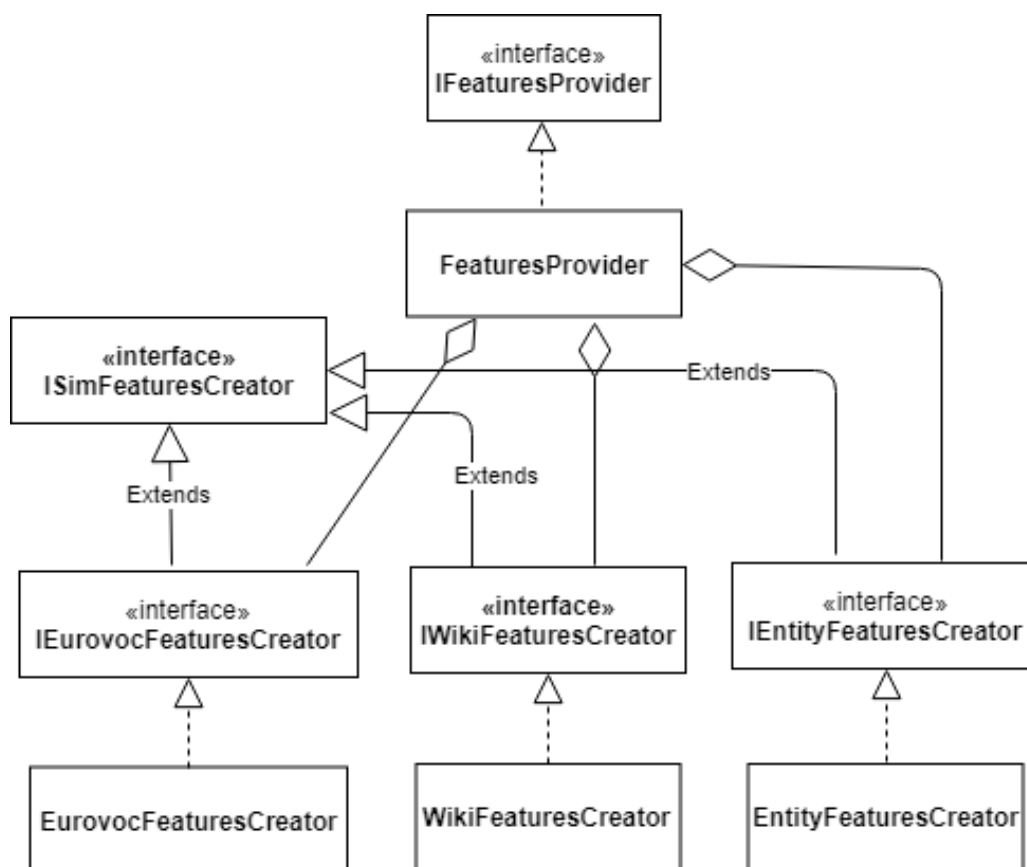 «interface»
IFeaturesProvider
FeaturesProvider
«interface»
ISimFeaturesCreator
Extends
Extends
Extends
«interface»
IEurovocFeaturesCreator
«interface»
IWikiFeaturesCreator
«interface»
IEntityFeaturesCreator
EurovocFeaturesCreator
WikiFeaturesCreator
EntityFeaturesCreator